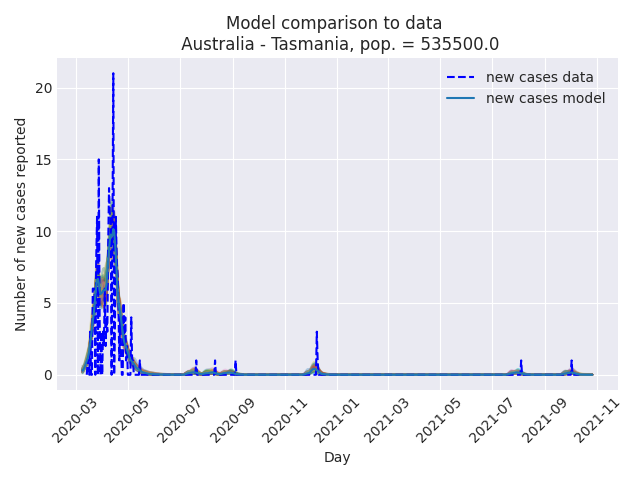 Model comparison to data
Australia - Tasmania, pop. = 535500.0
new cases data
new cases model
Number of new cases reported
20
15
10
5
0
2020-03
2020-05
2020-07
2020-09
2020-11
2021-01
2021-03
2021-05
2021-07
2021-09
2021-11
Day